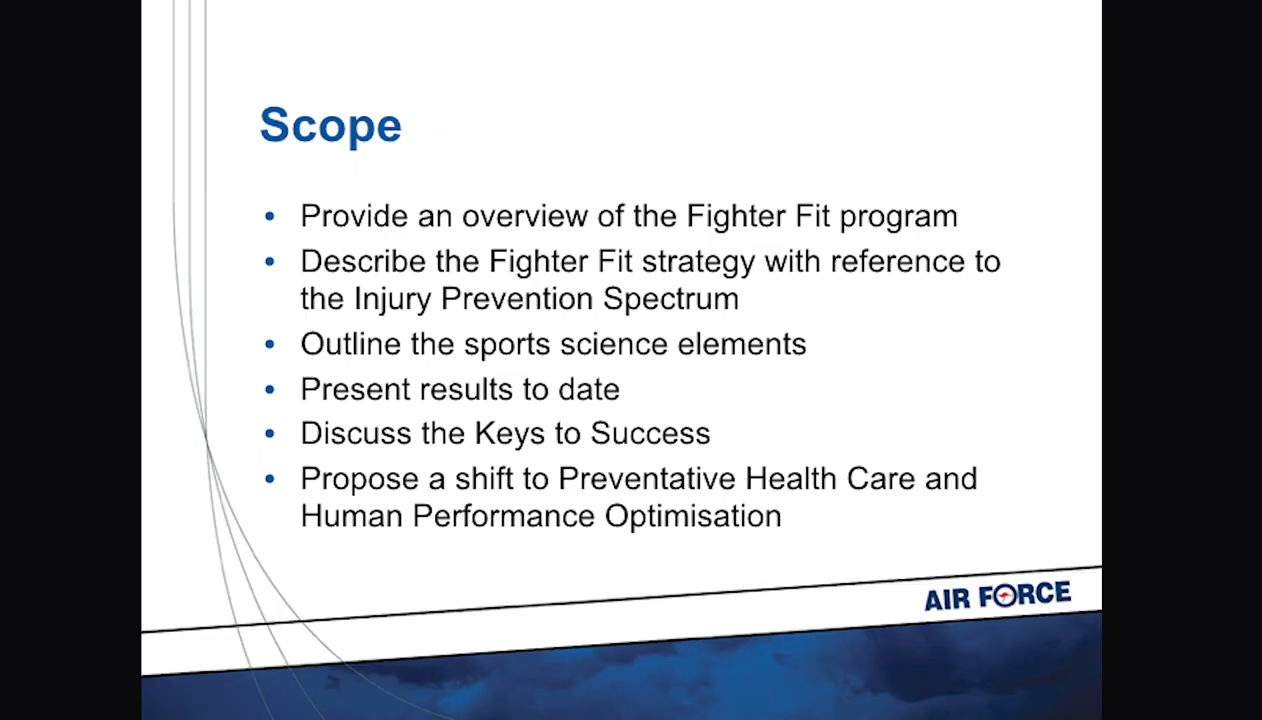 Scope
• Provide an overview of the Fighter Fit program
• Describe the Fighter Fit strategy with reference to
the Injury Prevention Spectrum
• Outline the sports science elements
• Present results to date
• Discuss the Keys to Success
• Propose a shift to Preventative Health Care and
Human Performance Optimisation
AIR FORCE